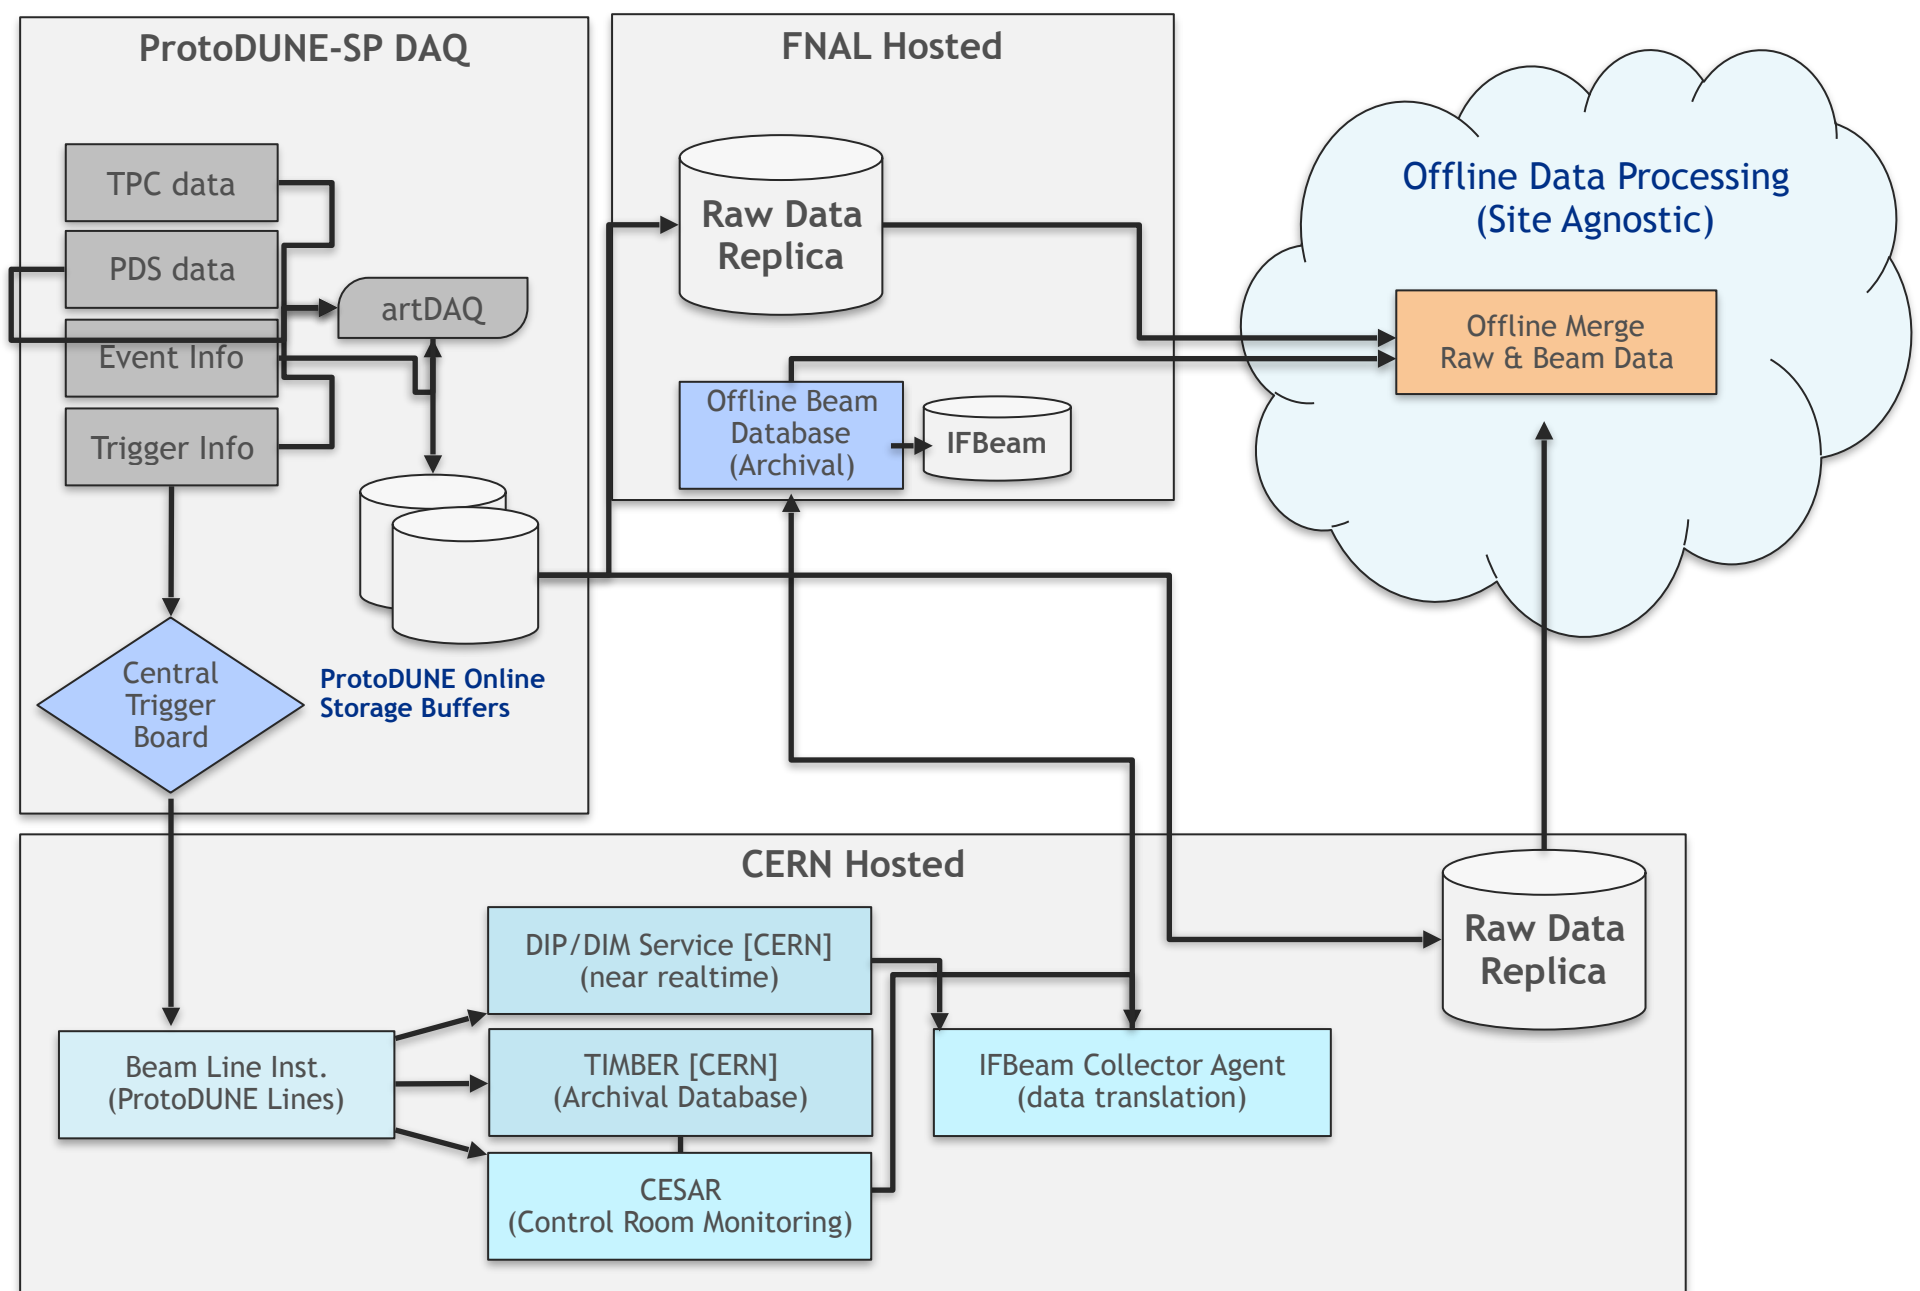 ProtoDUNE-SP DAQ
TPC data
PDS data
Event Info
Trigger Info
artDAQ
Central
Trigger
Board
ProtoDUNE Online
Storage Buffers
FNAL Hosted
Raw Data
Replica
Offline Beam
Database
(Archival)
IFBeam
Offline Data Processing
(Site Agnostic)
Offline Merge
Raw & Beam Data
CERN Hosted
Beam Line Inst.
(ProtoDUNE Lines)
DIP/DIM Service [CERN]
(near realtime)
TIMBER [CERN]
(Archival Database)
CESAR
(Control Room Monitoring)
IFBeam Collector Agent
(data translation)
Raw Data
Replica